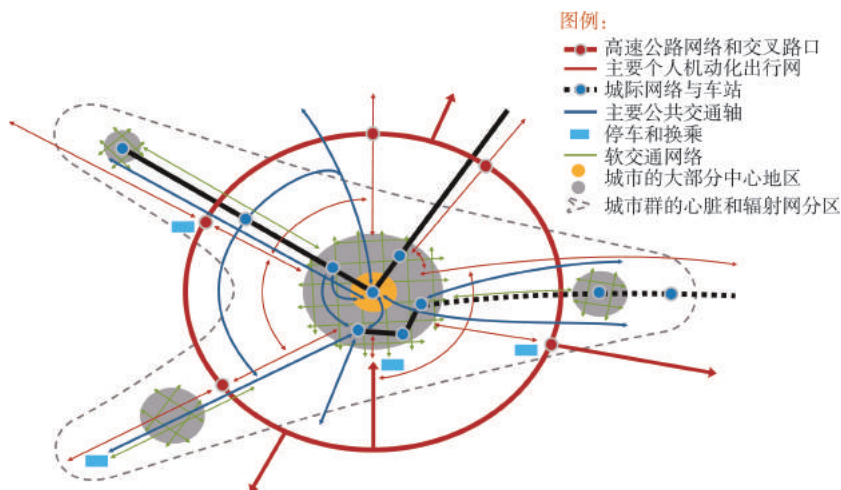 图例：
高速公路网络和交叉路口
主要个人机动化出行网
城际网络与车站
主要公共交通轴
停车和换乘
软交通网络
城市的大部分中心地区
城市群的心脏和辐射网分区